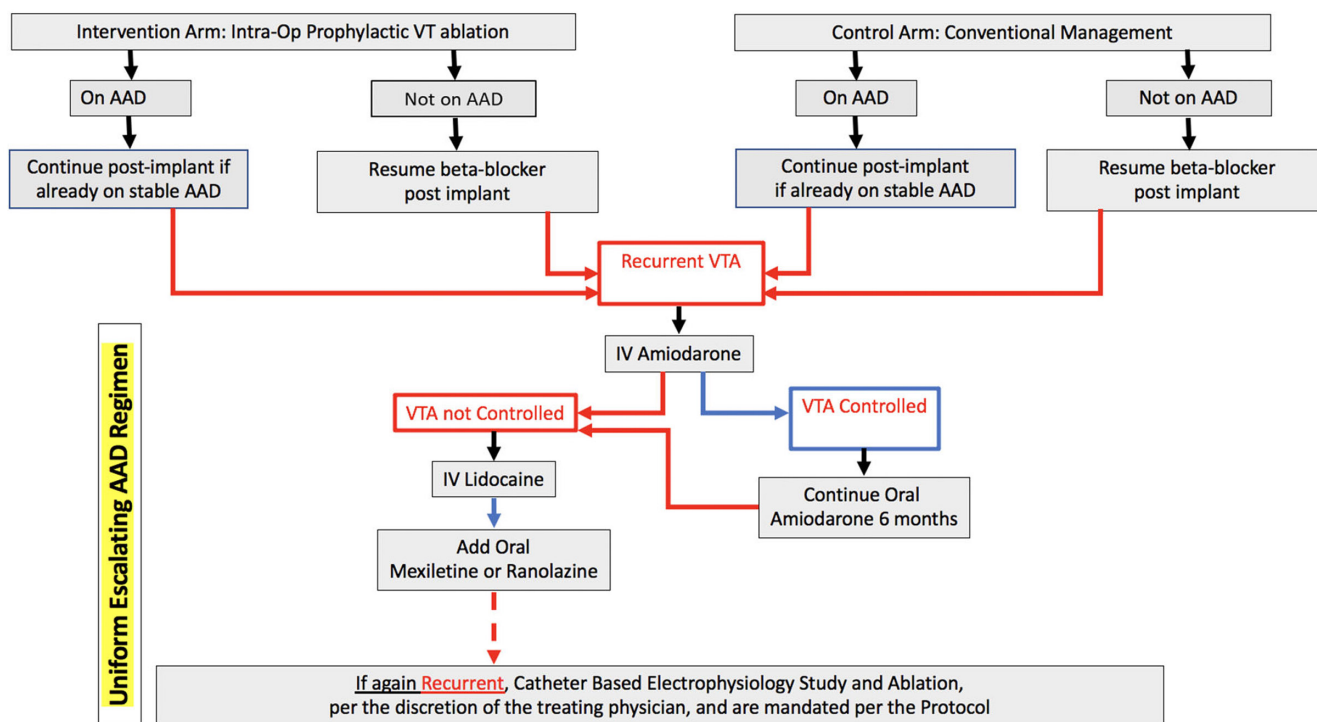 Intervention Arm: Intra-Op Prophylactic VT ablation
Control Arm: Conventional Management
On AAD
Not on AAD
On AAD
Not on AAD
Continue post-implant if
already on stable AAD
Resume beta-blocker
post implant
Continue post-implant
if already on stable AAD
Resume beta-blocker
post implant
Recurrent VTA
IV Amiodarone
VTA not Controlled
VTA Controlled
IV Lidocaine
Continue Oral
Amiodarone 6 months
Add Oral
Mexiletine or Ranolazine
Uniform Escalating AAD Regimen
If again Recurrent, Catheter Based Electrophysiology Study and Ablation,
per the discretion of the treating physician, and are mandated per the Protocol